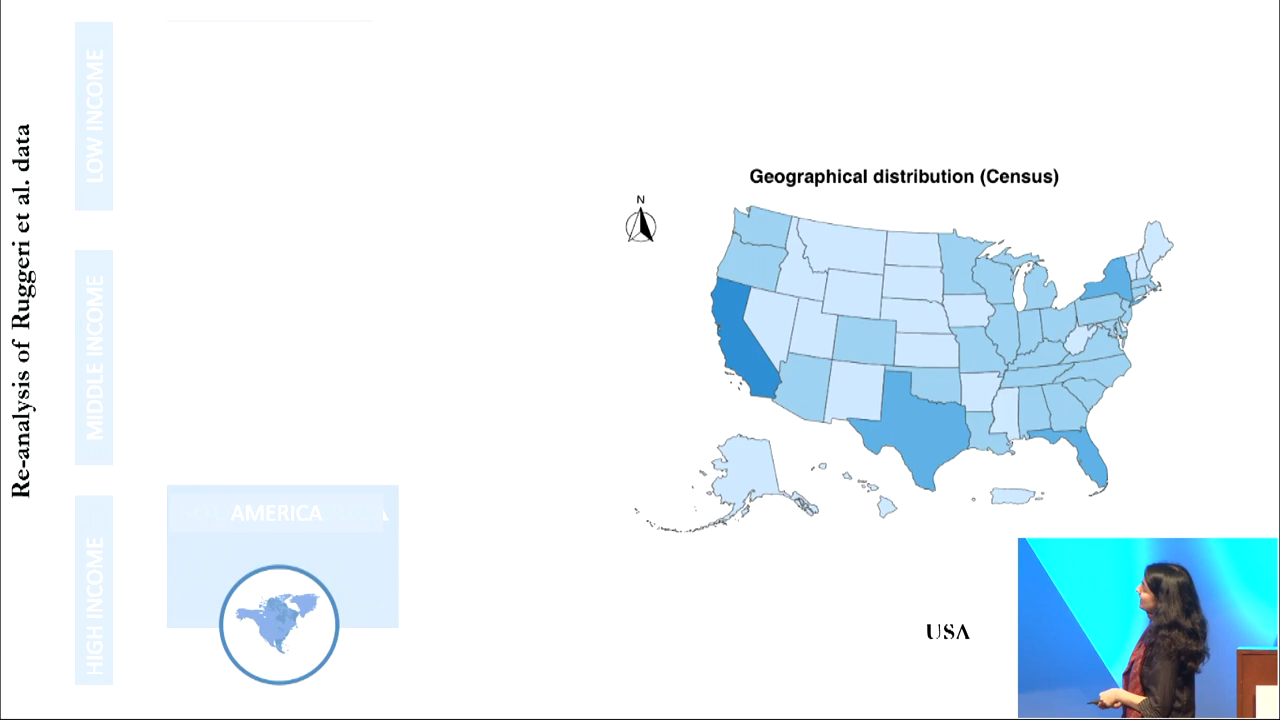 Re-analysis of Ruggeri et al. data
LOW INCOME
MIDDLE INCOME
HIGH INCOME
AMERICA
Geographical distribution (Census)
N
USA